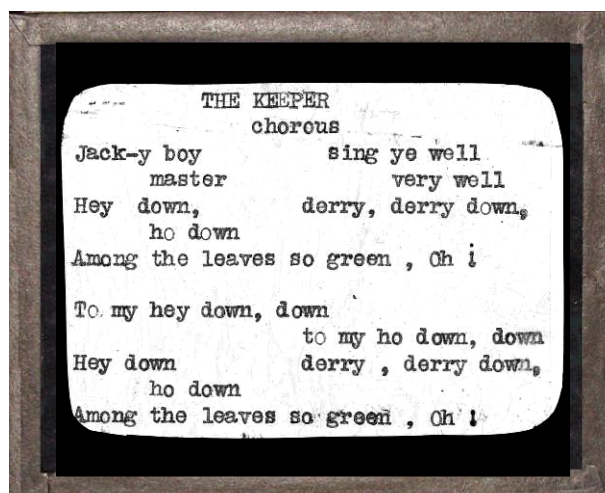 THE KEEPER
chorous
Jack-y boy sing ye well
master very well
Hey down, derry, derry down,
ho down
Among the leaves so green , Oh !
To my hey down, down
to my ho down, down
Hey down derry , derry down,
ho down
Among the leaves so green , Oh !